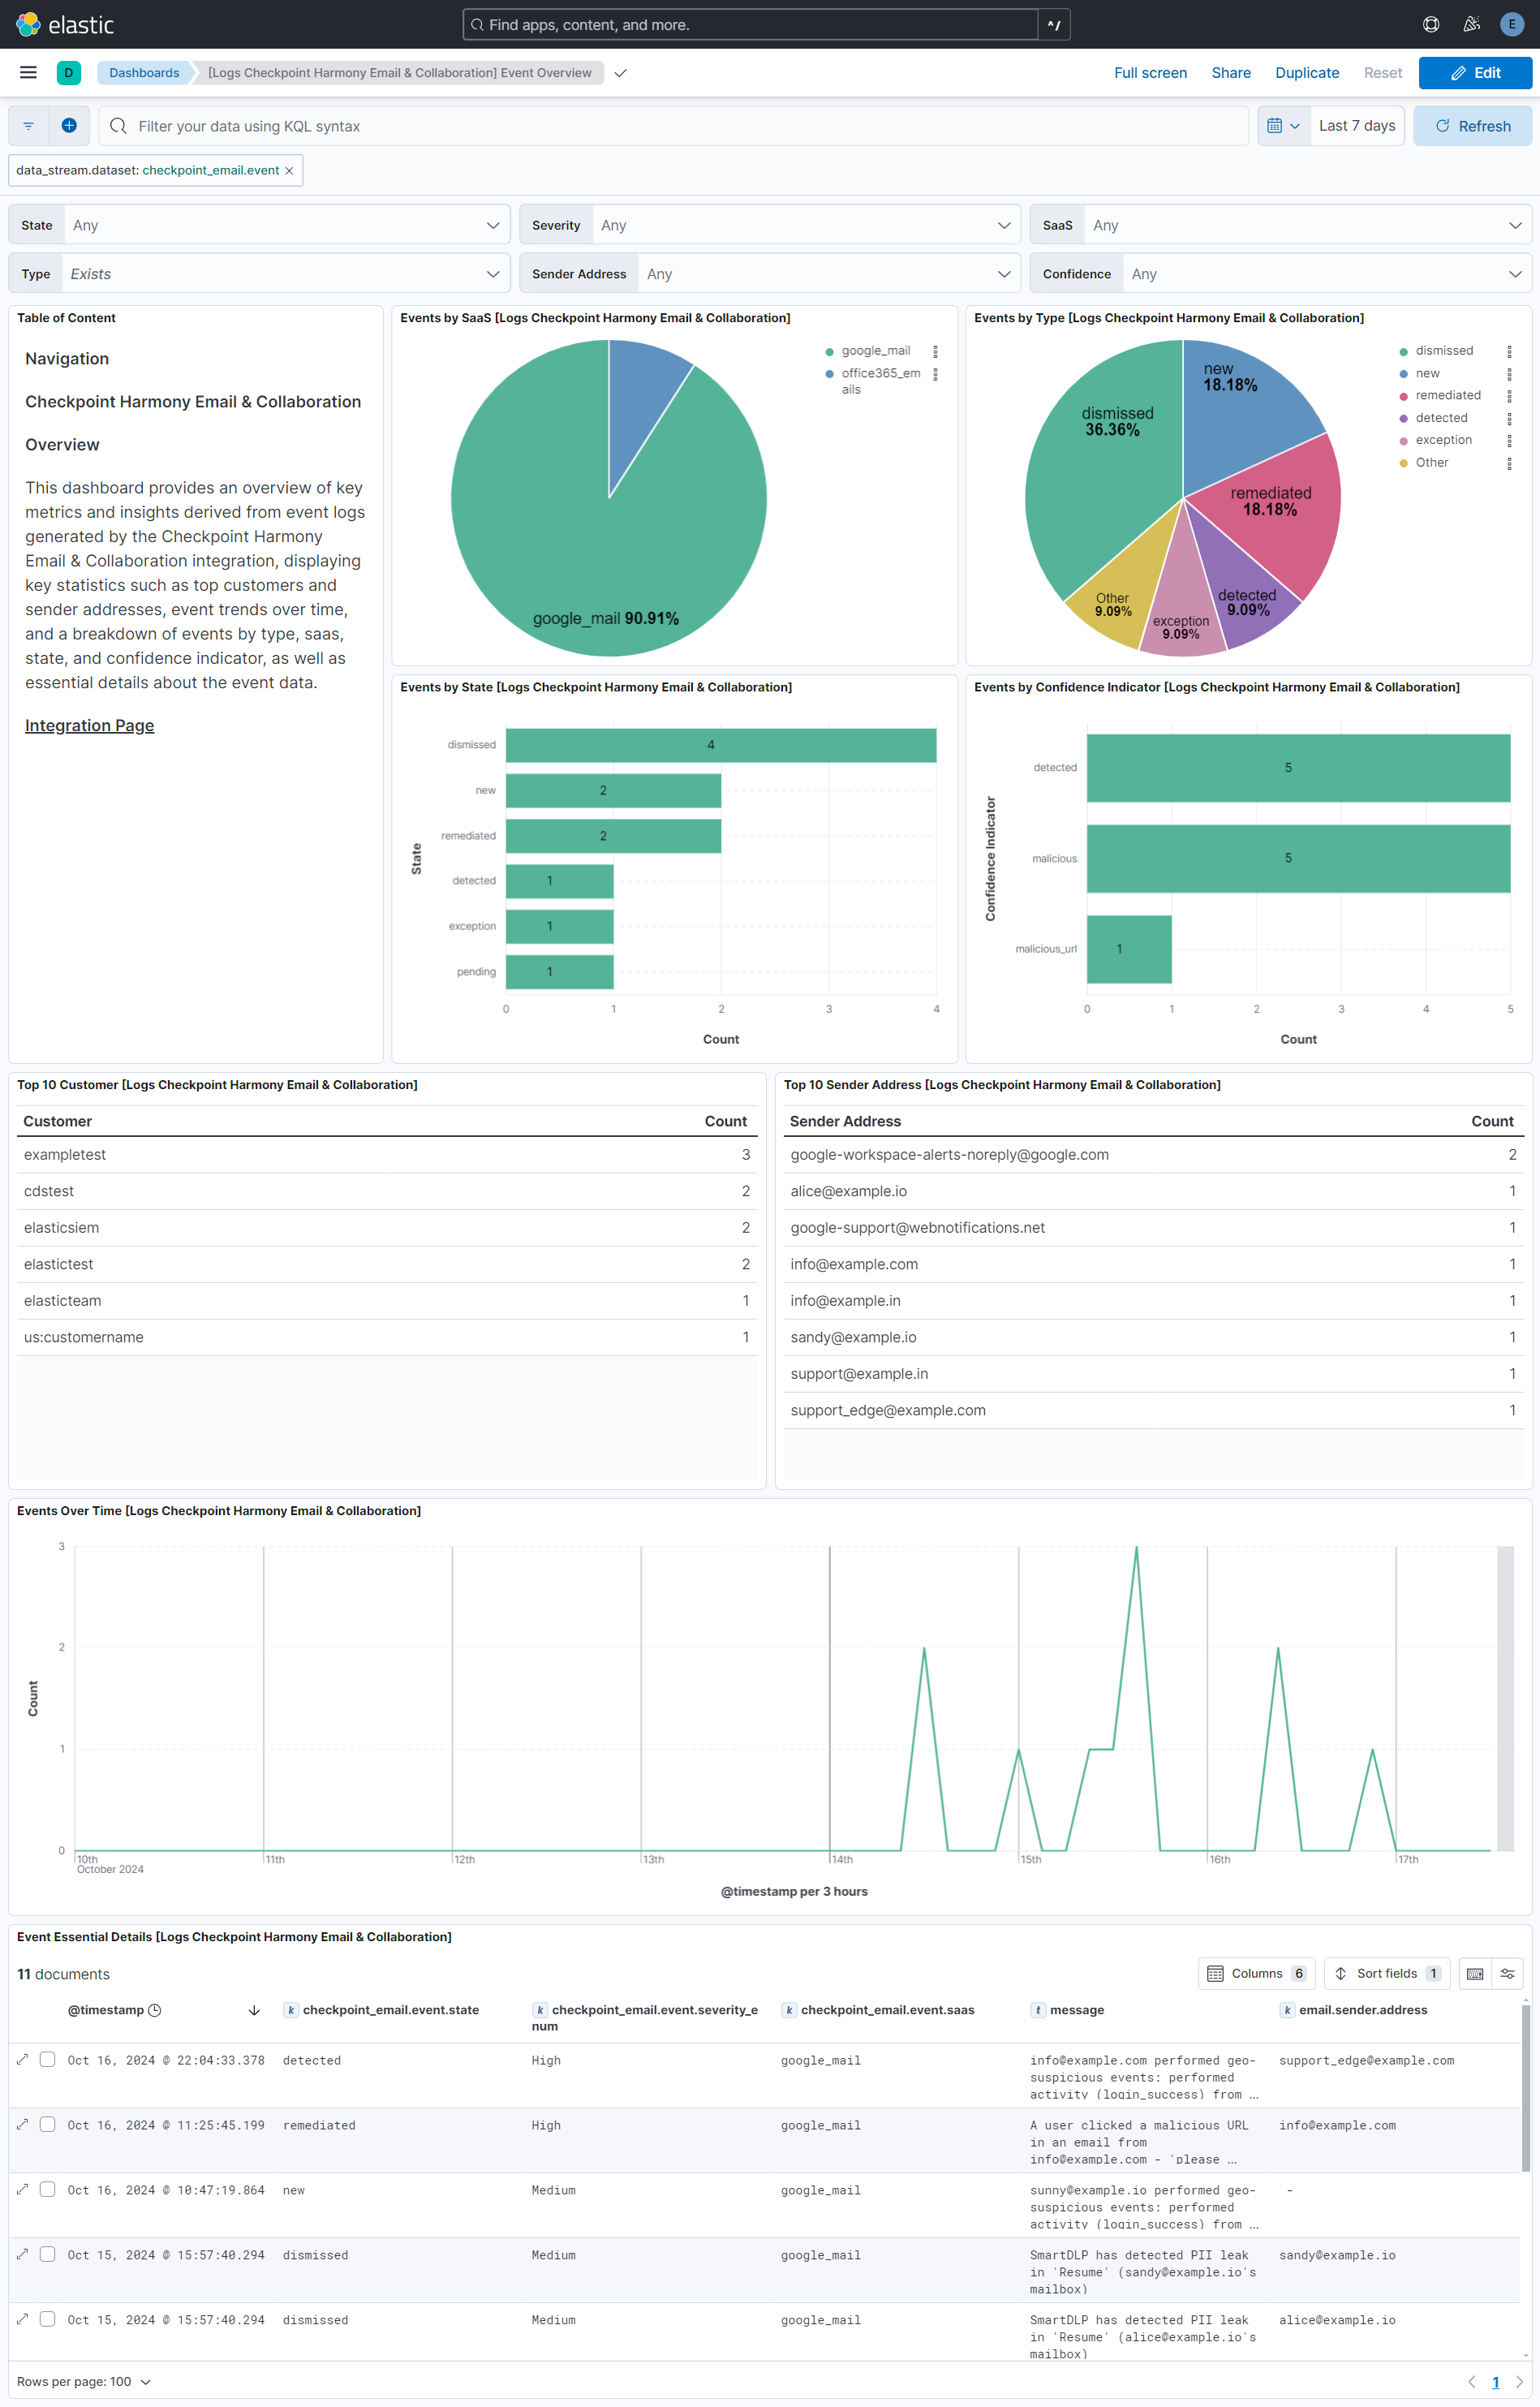 elastic
Find apps, content, and more.
^/
E
D
Dashboards
[Logs Checkpoint Harmony Email & Collaboration] Event Overview
Full screen
Share
Duplicate
Reset
Edit
Filter your data using KQL syntax
Last 7 days
Refresh
data_stream.dataset: checkpoint_email.event ×
State Any
Severity Any
SaaS Any
Type Exists
Sender Address Any
Confidence Any
Table of Content
Navigation
Checkpoint Harmony Email & Collaboration
Overview
This dashboard provides an overview of key
metrics and insights derived from event logs
generated by the Checkpoint Harmony
Email & Collaboration integration, displaying
key statistics such as top customers and
sender addresses, event trends over time,
and a breakdown of events by type, saas,
state, and confidence indicator, as well as
essential details about the event data.
Integration Page
Events by SaaS [Logs Checkpoint Harmony Email & Collaboration]
google_mail 90.91%
google_mail
office365_em
ails
Events by Type [Logs Checkpoint Harmony Email & Collaboration]
new
18.18%
dismissed
36.36%
remediated
18.18%
detected
9.09%
Other
9.09%
exception
9.09%
dismissed
new
remediated
detected
exception
Other
Events by State [Logs Checkpoint Harmony Email & Collaboration]
State
dismissed 4
new 2
remediated 2
detected 1
exception 1
pending 1
0 1 2 3 4
Count
Events by Confidence Indicator [Logs Checkpoint Harmony Email & Collaboration]
Confidence Indicator
detected 5
malicious 5
malicious_url 1
0 1 2 3 4 5
Count
Top 10 Customer [Logs Checkpoint Harmony Email & Collaboration]
Customer Count
exampletest 3
cdstest 2
elasticsiem 2
elastictest 2
elasticteam 1
us:customername 1
Top 10 Sender Address [Logs Checkpoint Harmony Email & Collaboration]
Sender Address Count
google-workspace-alerts-noreply@google.com 2
alice@example.io 1
google-support@webnotifications.net 1
info@example.com 1
info@example.in 1
sandy@example.io 1
support@example.in 1
support_edge@example.com 1
Events Over Time [Logs Checkpoint Harmony Email & Collaboration]
Count
3
2
1
0
10th 11th 12th 13th 14th 15th 16th 17th
October 2024
@timestamp per 3 hours
Event Essential Details [Logs Checkpoint Harmony Email & Collaboration]
11 documents
Columns 6
Sort fields 1
@timestamp
k checkpoint_email.event.state
k checkpoint_email.event.severity_e
num
k checkpoint_email.event.saas
t message
k email.sender.address
Oct 16, 2024 @ 22:04:33.378 detected High google_mail info@example.com performed geo- support_edge@example.com
suspicious events: performed
activity (login_success) from …
Oct 16, 2024 @ 11:25:45.199 remediated High google_mail A user clicked a malicious URL info@example.com
in an email from
info@example.com - 'please …
Oct 16, 2024 @ 10:47:19.864 new Medium google_mail sunny@example.io performed geo- -
suspicious events: performed
activity (login_success) from …
Oct 15, 2024 @ 15:57:40.294 dismissed Medium google_mail SmartDLP has detected PII leak sandy@example.io
in 'Resume' (sandy@example.io's
mailbox)
Oct 15, 2024 @ 15:57:40.294 dismissed Medium google_mail SmartDLP has detected PII leak alice@example.io
in 'Resume' (alice@example.io's
mailbox)
Rows per page: 100
1